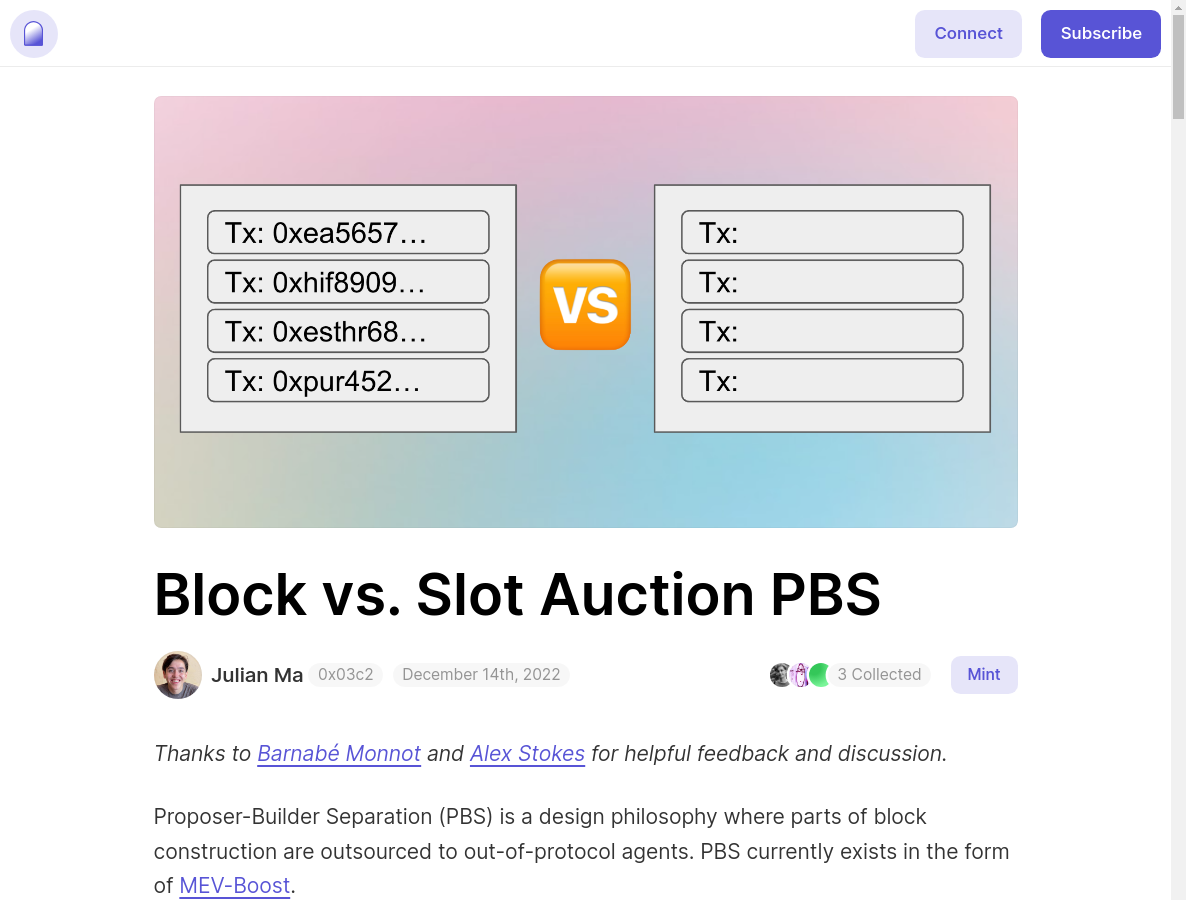 Connect
Subscribe
Tx: 0xea5657…
Tx: 0xhif8909…
Tx: 0xesthr68…
Tx: 0xpur452…
VS
Tx:
Tx:
Tx:
Tx:
Block vs. Slot Auction PBS
Julian Ma 0x03c2 December 14th, 2022 3 Collected Mint
Thanks to Barnabé Monnot and Alex Stokes for helpful feedback and discussion.
Proposer-Builder Separation (PBS) is a design philosophy where parts of block
construction are outsourced to out-of-protocol agents. PBS currently exists in the form
of MEV-Boost.